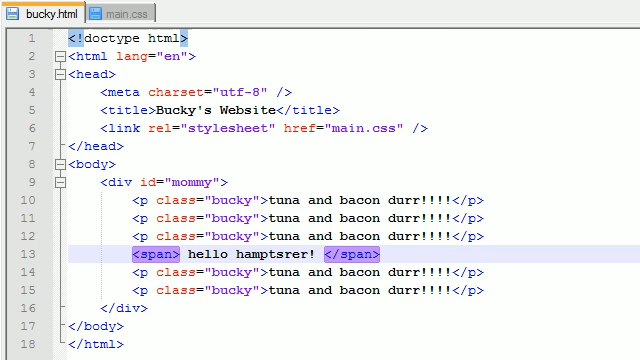 bucky.html main.css
1 <!doctype html>
2 <html lang="en">
3 <head>
4 <meta charset="utf-8" />
5 <title>Bucky's Website</title>
6 <link rel="stylesheet" href="main.css" />
7 </head>
8 <body>
9 <div id="mommy">
10 <p class="bucky">tuna and bacon durr!!!!</p>
11 <p class="bucky">tuna and bacon durr!!!!</p>
12 <p class="bucky">tuna and bacon durr!!!!</p>
13 <span> hello hamptsrer! </span>
14 <p class="bucky">tuna and bacon durr!!!!</p>
15 <p class="bucky">tuna and bacon durr!!!!</p>
16 </div>
17 </body>
18 </html>